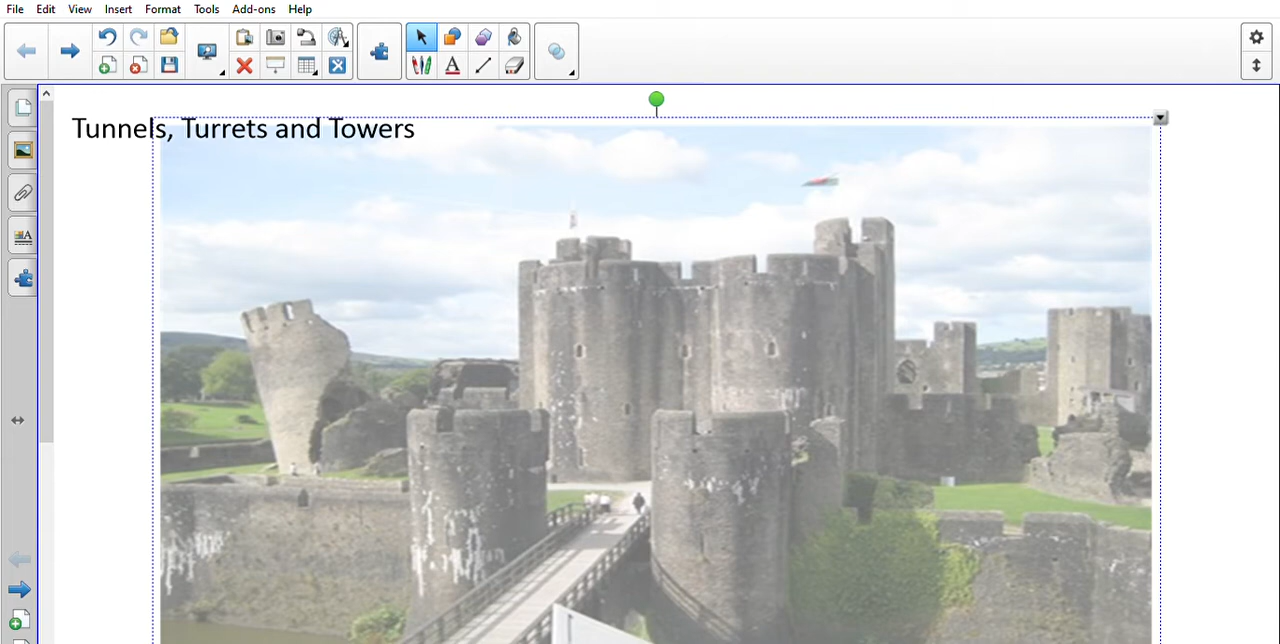 File Edit View Insert Format Tools Add-ons Help
Tunnels, Turrets and Towers